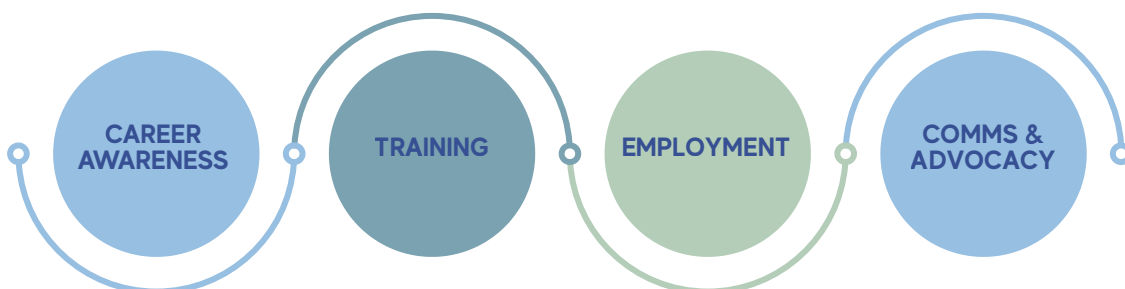 CAREER
AWARENESS
TRAINING
EMPLOYMENT
COMMS &
ADVOCACY